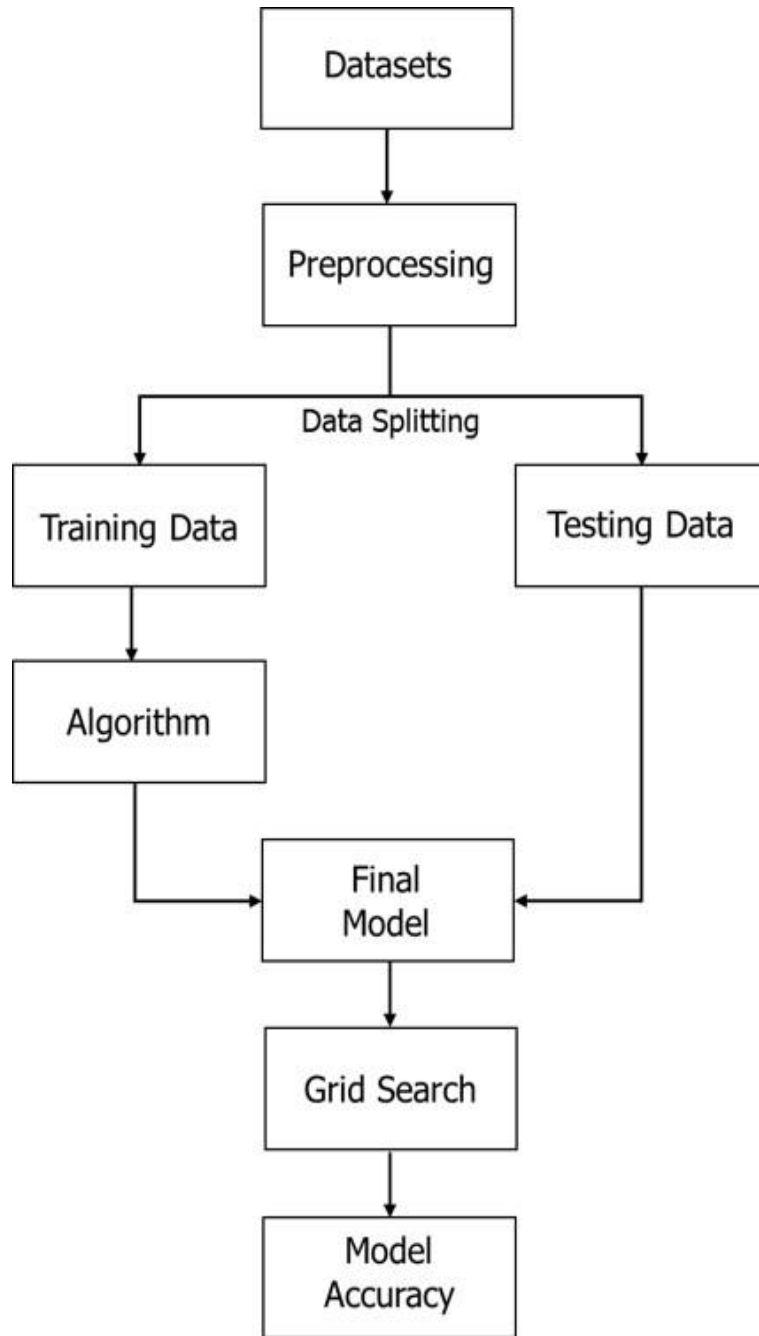 Datasets
Preprocessing
Data Splitting
Training Data
Testing Data
Algorithm
Final
Model
Grid Search
Model
Accuracy